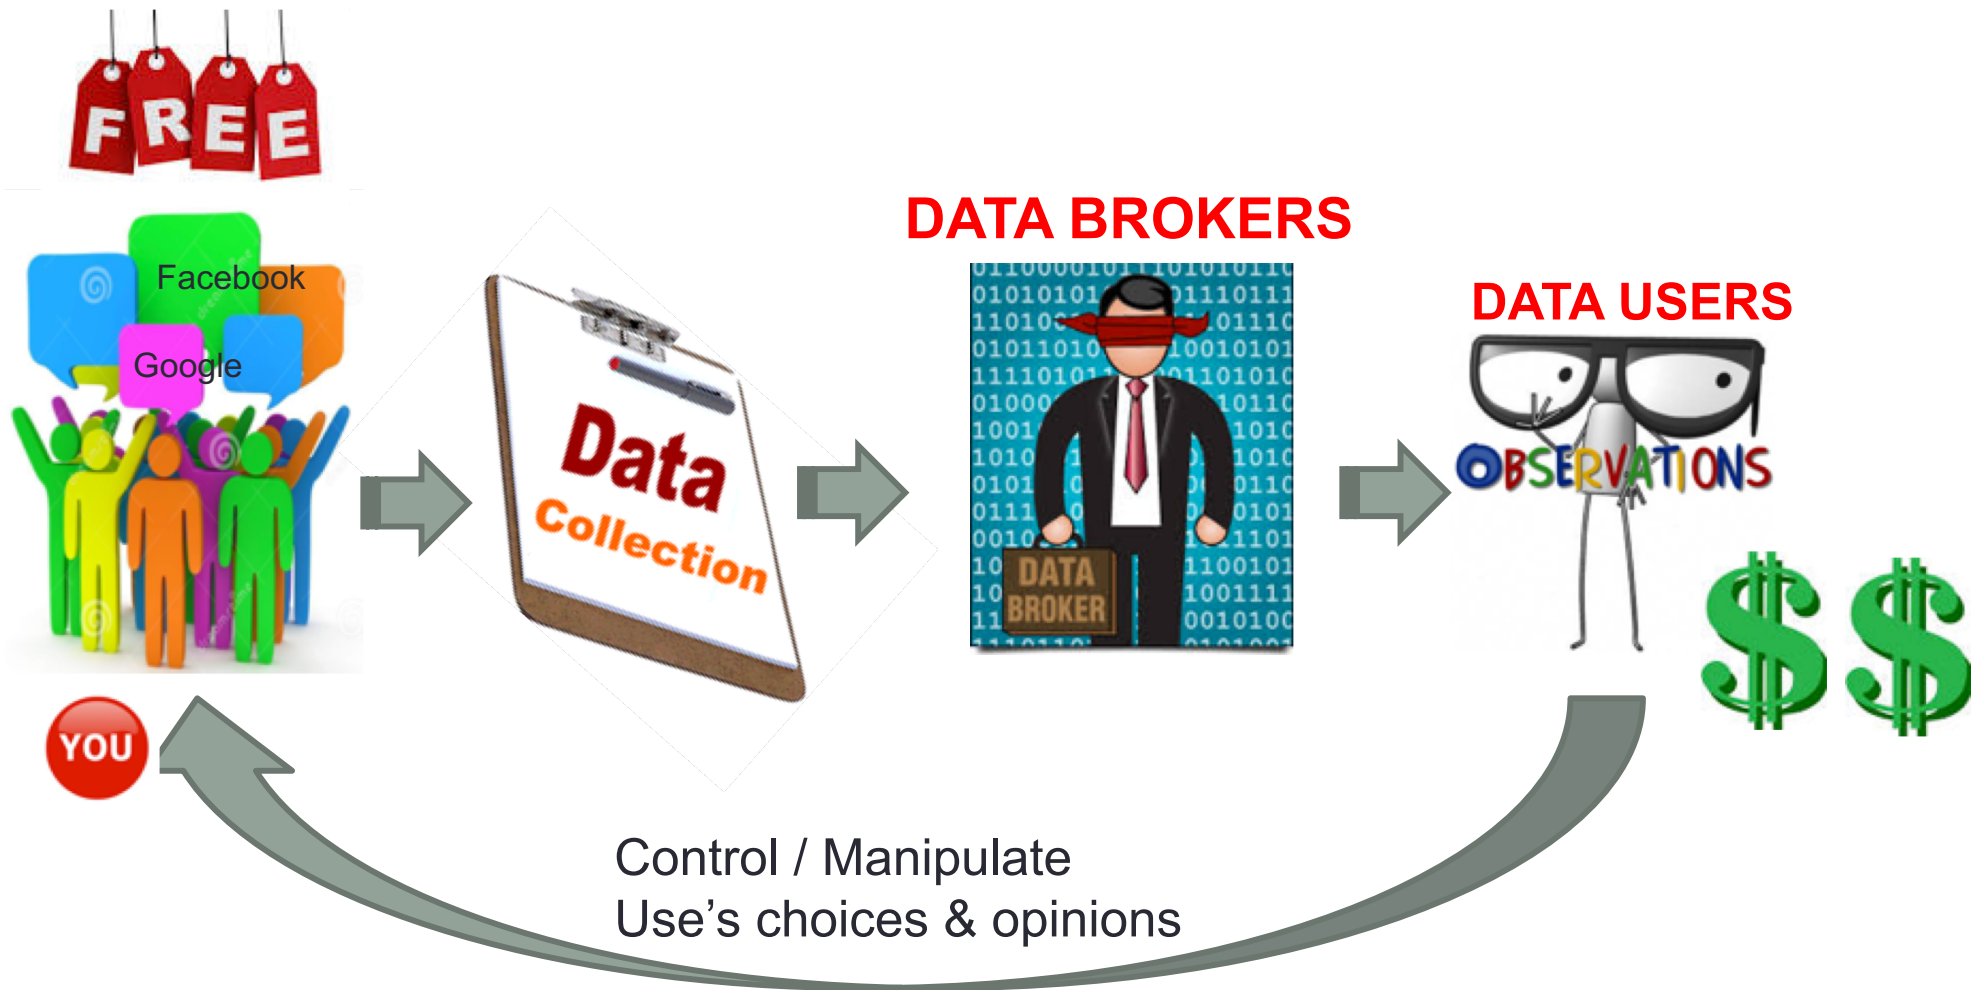 FREE
Facebook
Google
YOU
Data
Collection
DATA BROKERS
DATA
BROKER
DATA USERS
OBSERVATIONS
$$
Control / Manipulate
Use’s choices & opinions